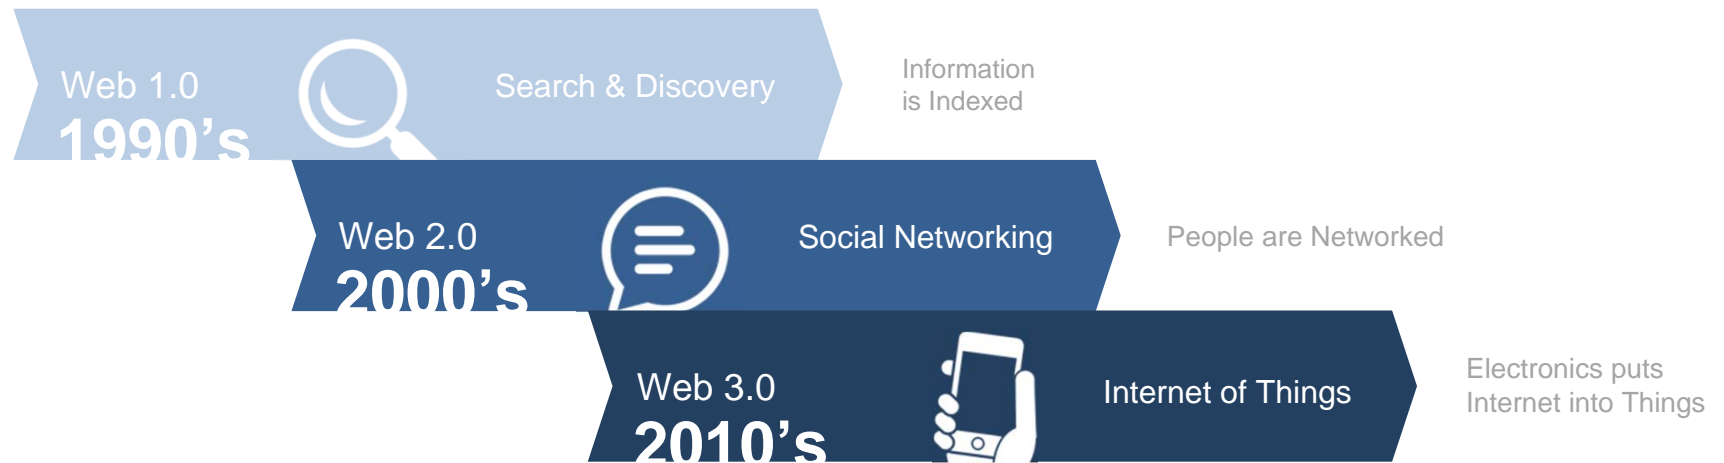 Web 1.0
1990’s
Search & Discovery
Information
is Indexed
Web 2.0
2000’s
Social Networking
People are Networked
Web 3.0
2010’s
Internet of Things
Electronics puts
Internet into Things